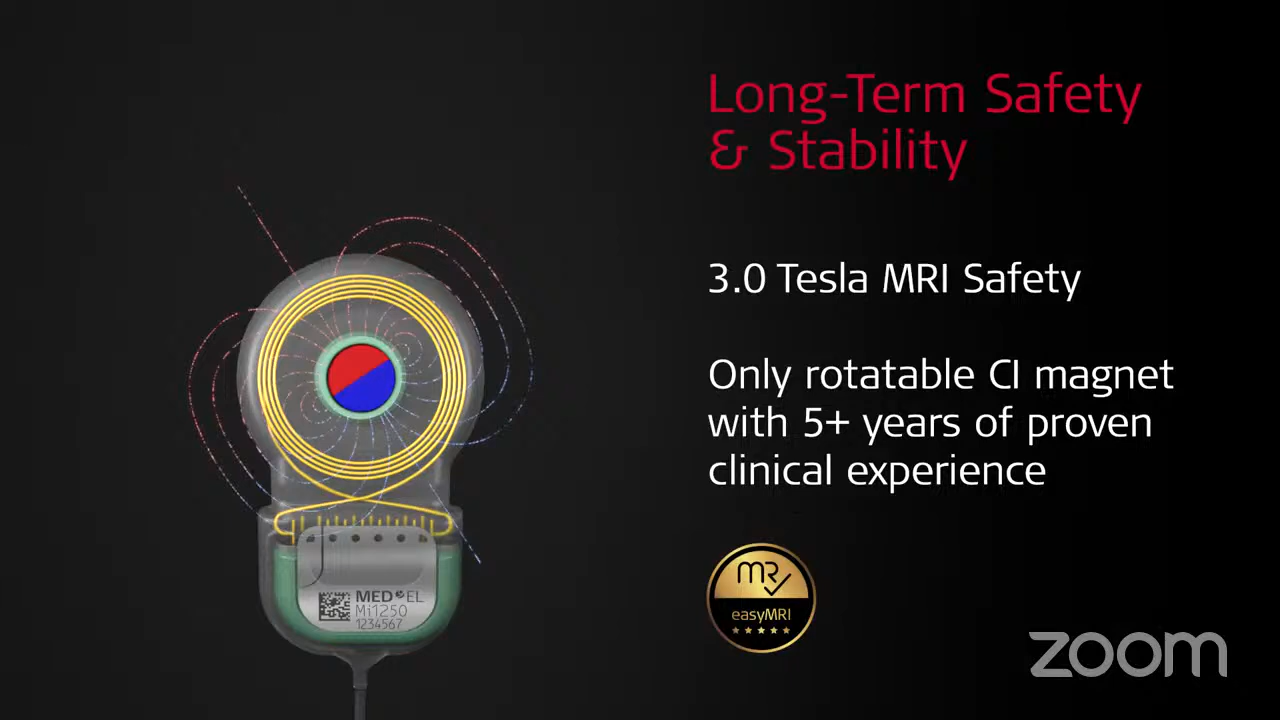 Long-Term Safety
& Stability
3.0 Tesla MRI Safety
Only rotatable CI magnet
with 5+ years of proven
clinical experience
MED EL
Mi1250
1234567
MR
easyMRI
zoom